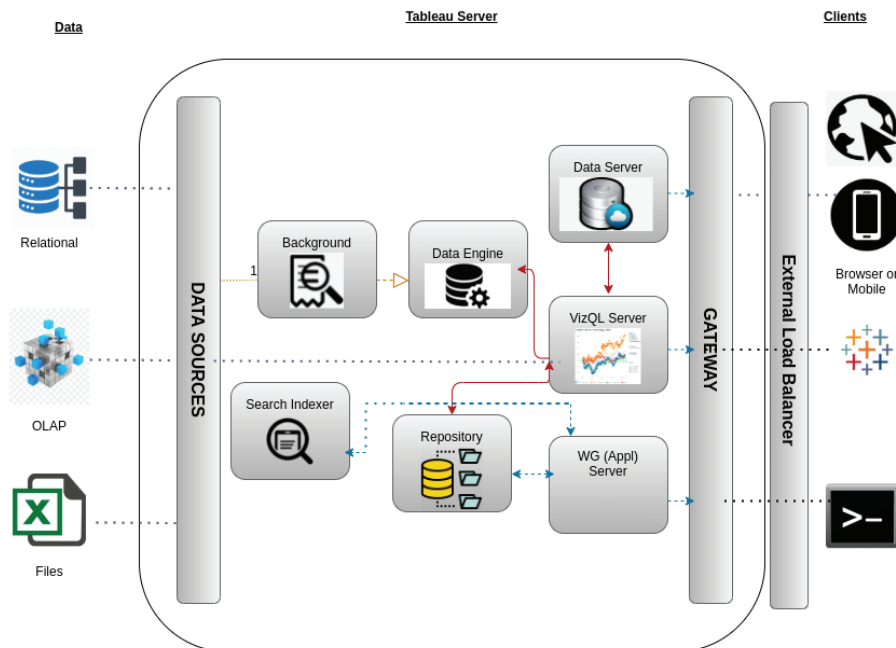 Data
Tableau Server
Clients
Relational
OLAP
Files
DATA SOURCES
1
Background
Data Engine
Data Server
VizQL Server
Search Indexer
Repository
WG (Appl)
Server
GATEWAY
External Load Balancer
Browser or
Mobile